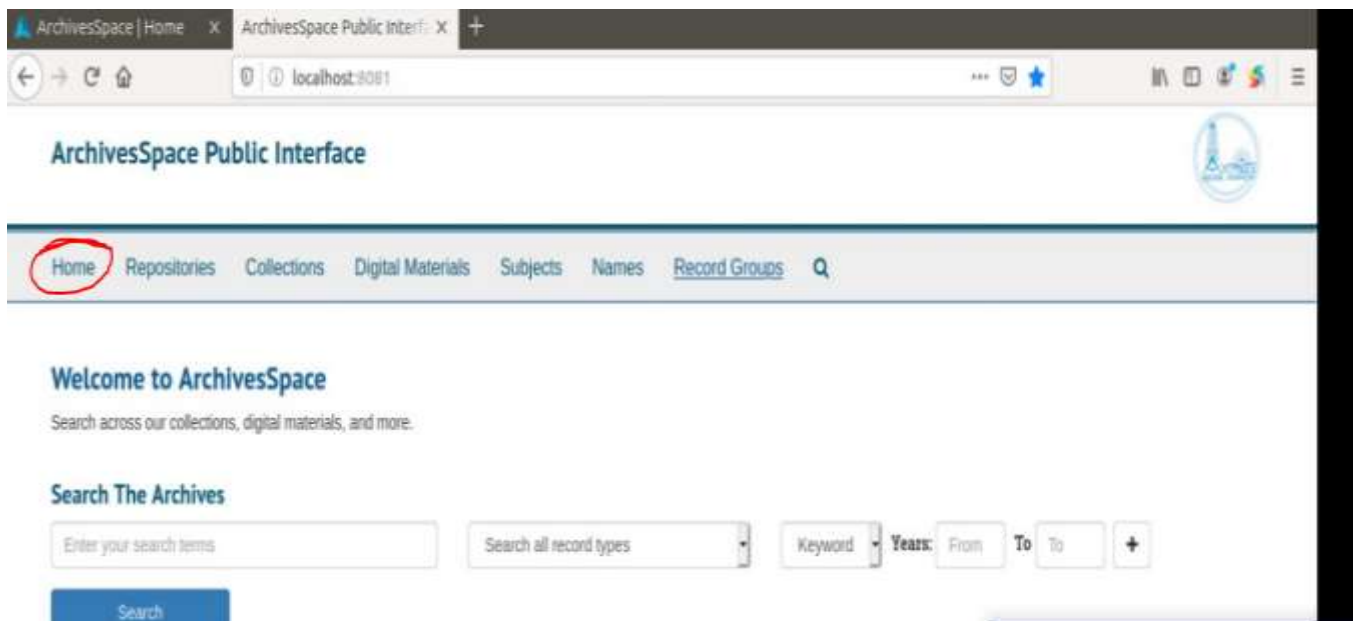 ArchivesSpace | Home x ArchivesSpace Public Interf x +
localhost:8081
ArchivesSpace Public Interface
Home Repositories Collections Digital Materials Subjects Names Record Groups
Welcome to ArchivesSpace
Search across our collections, digital materials, and more.
Search The Archives
Enter your search terms Search all record types Keyword Years: From To To +
Search